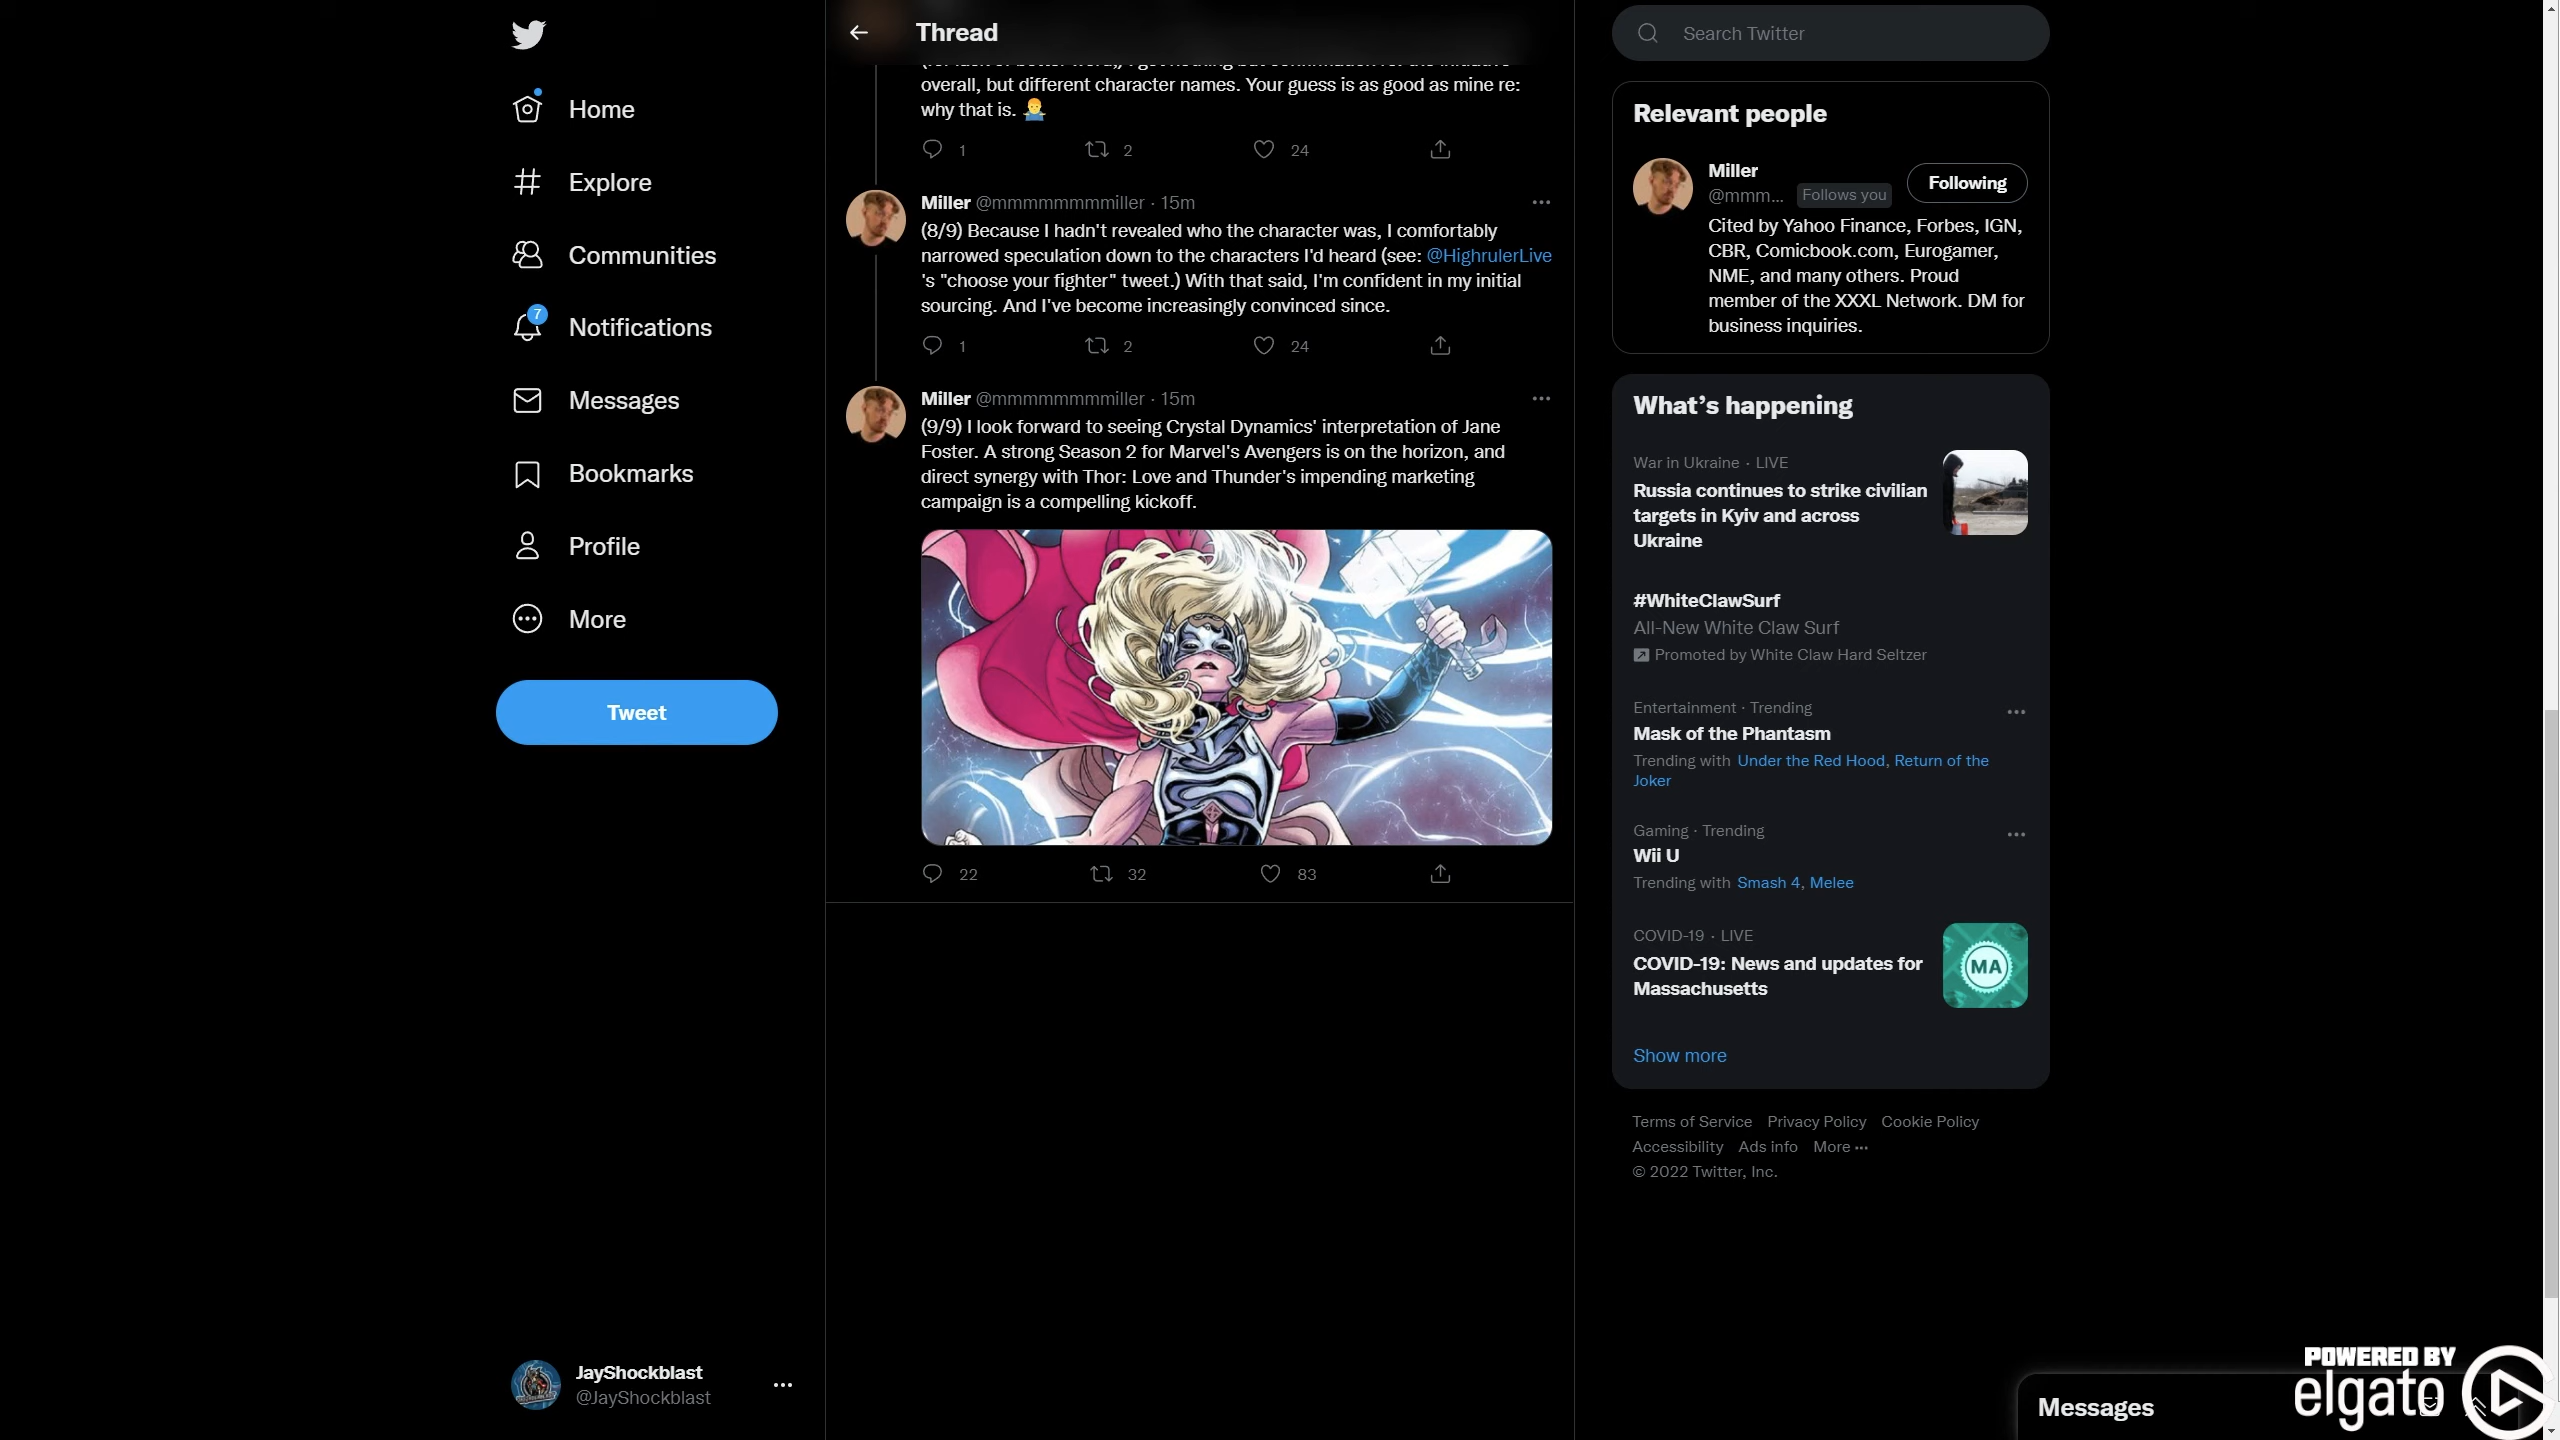 Home
Explore
Communities
7
Notifications
Messages
Bookmarks
Profile
More
Tweet
JayShockblast
@JayShockblast
Thread
overall, but different character names. Your guess is as good as mine re:
why that is.
1 2 24
Miller @mmmmmmmmiller · 15m
(8/9) Because I hadn't revealed who the character was, I comfortably
narrowed speculation down to the characters I'd heard (see: @HighrulerLive
's "choose your fighter" tweet.) With that said, I'm confident in my initial
sourcing. And I've become increasingly convinced since.
1 2 24
Miller @mmmmmmmmiller · 15m
(9/9) I look forward to seeing Crystal Dynamics' interpretation of Jane
Foster. A strong Season 2 for Marvel's Avengers is on the horizon, and
direct synergy with Thor: Love and Thunder's impending marketing
campaign is a compelling kickoff.
22 32 83
Search Twitter
Relevant people
Miller
@mmm... Follows you
Following
Cited by Yahoo Finance, Forbes, IGN,
CBR, Comicbook.com, Eurogamer,
NME, and many others. Proud
member of the XXXL Network. DM for
business inquiries.
What's happening
War in Ukraine · LIVE
Russia continues to strike civilian
targets in Kyiv and across
Ukraine
#WhiteClawSurf
All-New White Claw Surf
Promoted by White Claw Hard Seltzer
Entertainment · Trending
Mask of the Phantasm
Trending with Under the Red Hood, Return of the
Joker
Gaming · Trending
Wii U
Trending with Smash 4, Melee
COVID-19 · LIVE
COVID-19: News and updates for
Massachusetts
MA
Show more
Terms of Service Privacy Policy Cookie Policy
Accessibility Ads info More ···
© 2022 Twitter, Inc.
Messages
POWERED BY
elgato